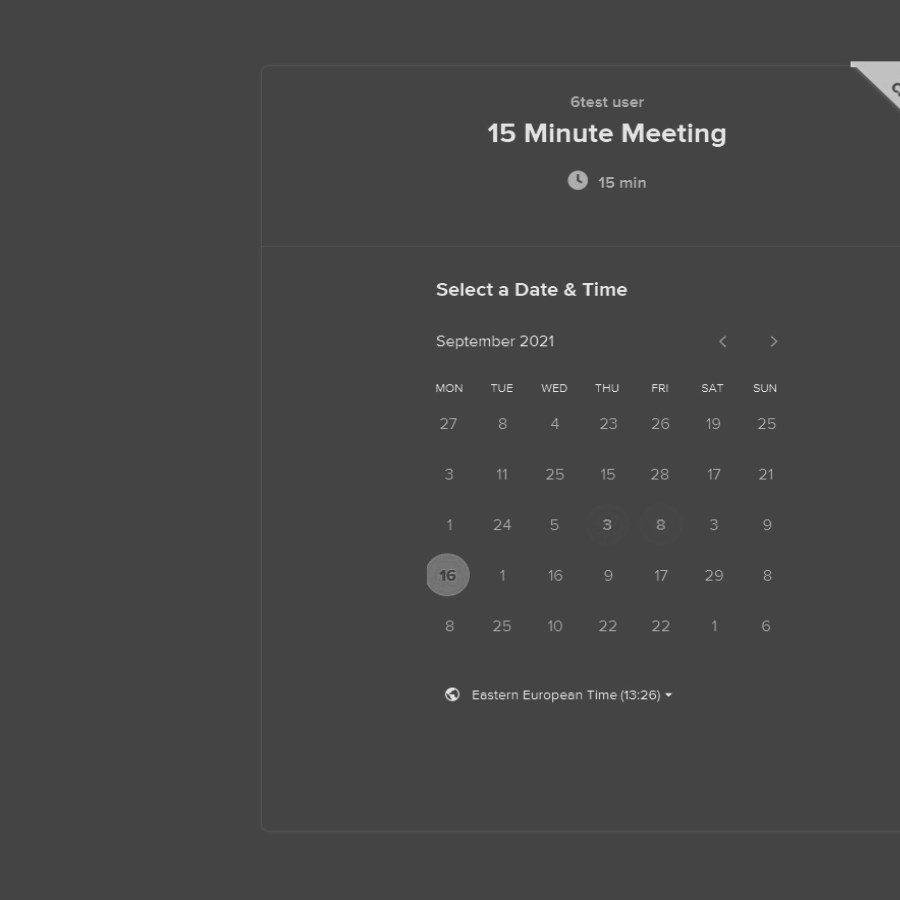 6test user
15 Minute Meeting
15 min
Select a Date & Time
September 2021
MON TUE WED THU FRI SAT SUN
27 8 4 23 26 19 25
3 11 25 15 28 17 21
1 24 5 3 8 3 9
16 1 16 9 17 29 8
8 25 10 22 22 1 6
Eastern European Time (13:26)